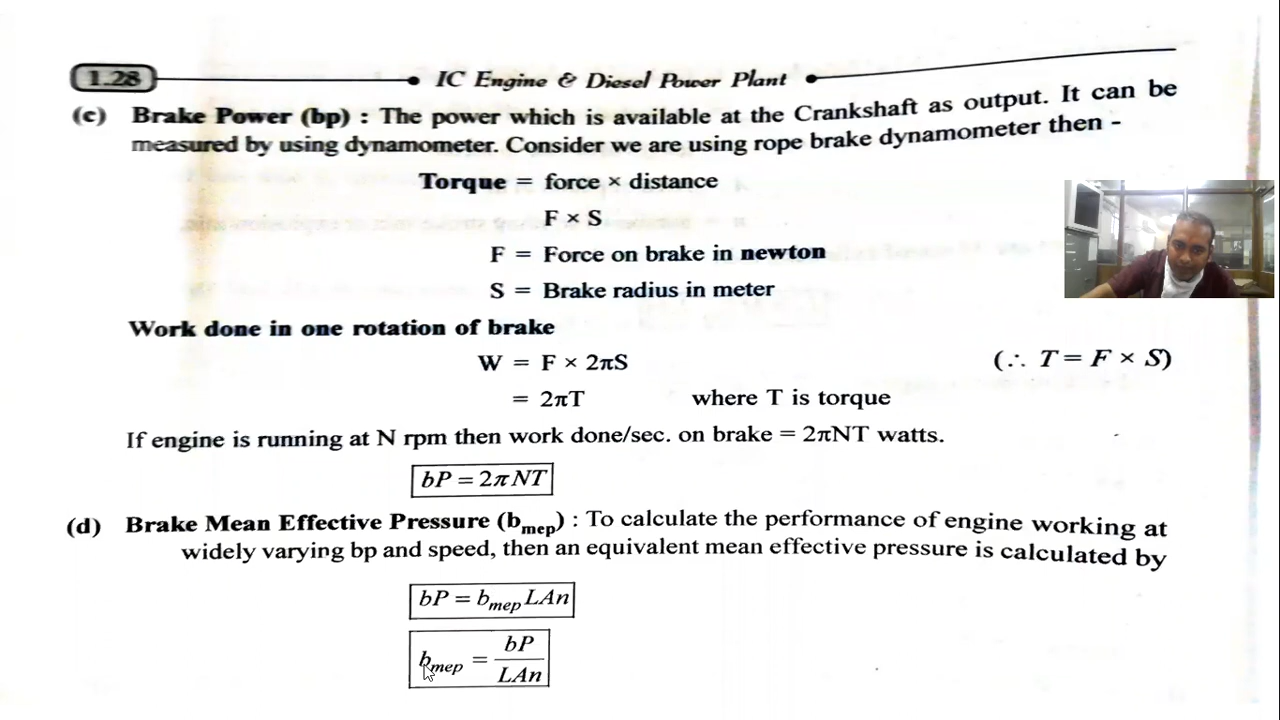 1.28 IC Engine & Diesel Power Plant
(c) Brake Power (bp) : The power which is available at the Crankshaft as output. It can be
measured by using dynamometer. Consider we are using rope brake dynamometer then -
Torque = force × distance
F × S
F = Force on brake in newton
S = Brake radius in meter
Work done in one rotation of brake
W = F × 2πS (∴ T = F × S)
= 2πT where T is torque
If engine is running at N rpm then work done/sec. on brake = 2πNT watts.
bP = 2πNT
(d) Brake Mean Effective Pressure (bmep) : To calculate the performance of engine working at
widely varying bp and speed, then an equivalent mean effective pressure is calculated by
bP = bmep LAn
bmep = bP / LAn